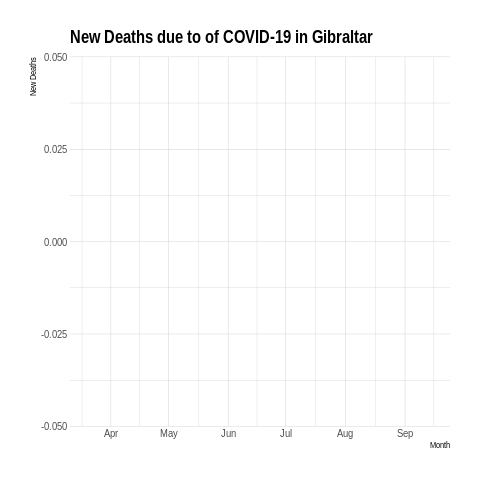 New Deaths due to of COVID-19 in Gibraltar
New Deaths
0.050
0.025
0.000
-0.025
-0.050
Apr May Jun Jul Aug Sep
Month